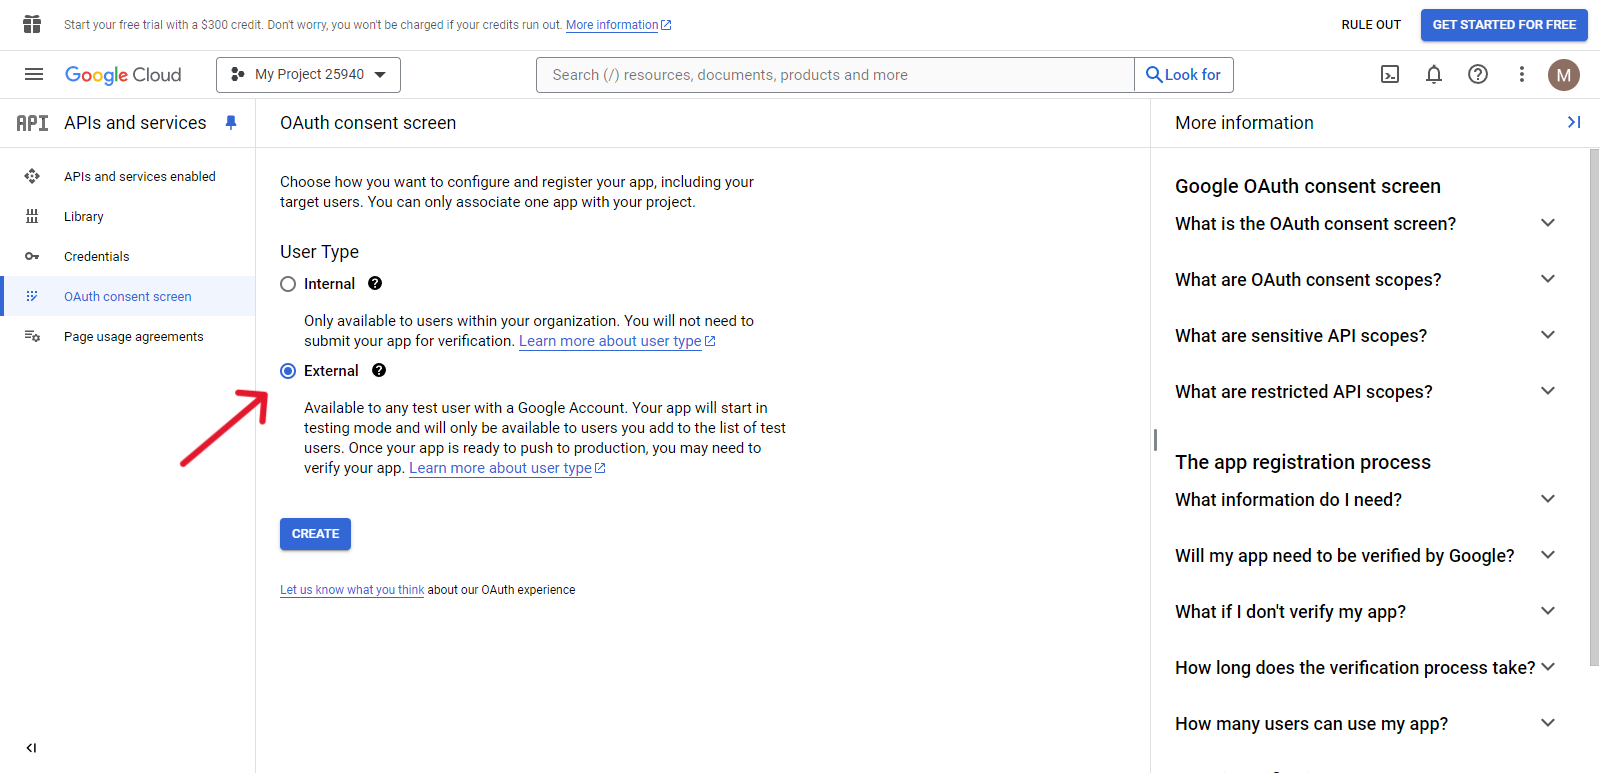 Start your free trial with a $300 credit. Don't worry, you won't be charged if your credits run out. More information
RULE OUT
GET STARTED FOR FREE
Google Cloud
My Project 25940
Search (/) resources, documents, products and more
Look for
M
API APIs and services
OAuth consent screen
More information
APIs and services enabled
Library
Credentials
OAuth consent screen
Page usage agreements
Choose how you want to configure and register your app, including your
target users. You can only associate one app with your project.
User Type
Internal
Only available to users within your organization. You will not need to
submit your app for verification. Learn more about user type
External
Available to any test user with a Google Account. Your app will start in
testing mode and will only be available to users you add to the list of test
users. Once your app is ready to push to production, you may need to
verify your app. Learn more about user type
CREATE
Let us know what you think about our OAuth experience
Google OAuth consent screen
What is the OAuth consent screen?
What are OAuth consent scopes?
What are sensitive API scopes?
What are restricted API scopes?
The app registration process
What information do I need?
Will my app need to be verified by Google?
What if I don't verify my app?
How long does the verification process take?
How many users can use my app?